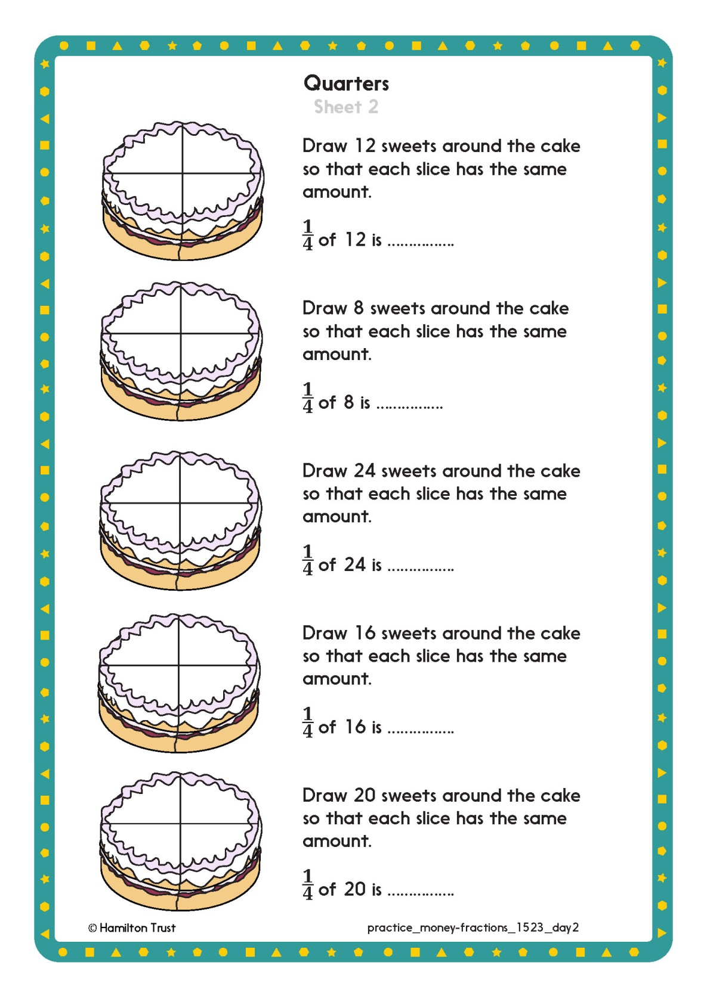 Quarters
Sheet 2
Draw 12 sweets around the cake
so that each slice has the same
amount.
1/4 of 12 is ................
Draw 8 sweets around the cake
so that each slice has the same
amount.
1/4 of 8 is ................
Draw 24 sweets around the cake
so that each slice has the same
amount.
1/4 of 24 is ................
Draw 16 sweets around the cake
so that each slice has the same
amount.
1/4 of 16 is ................
Draw 20 sweets around the cake
so that each slice has the same
amount.
1/4 of 20 is ................
© Hamilton Trust
practice_money-fractions_1523_day2